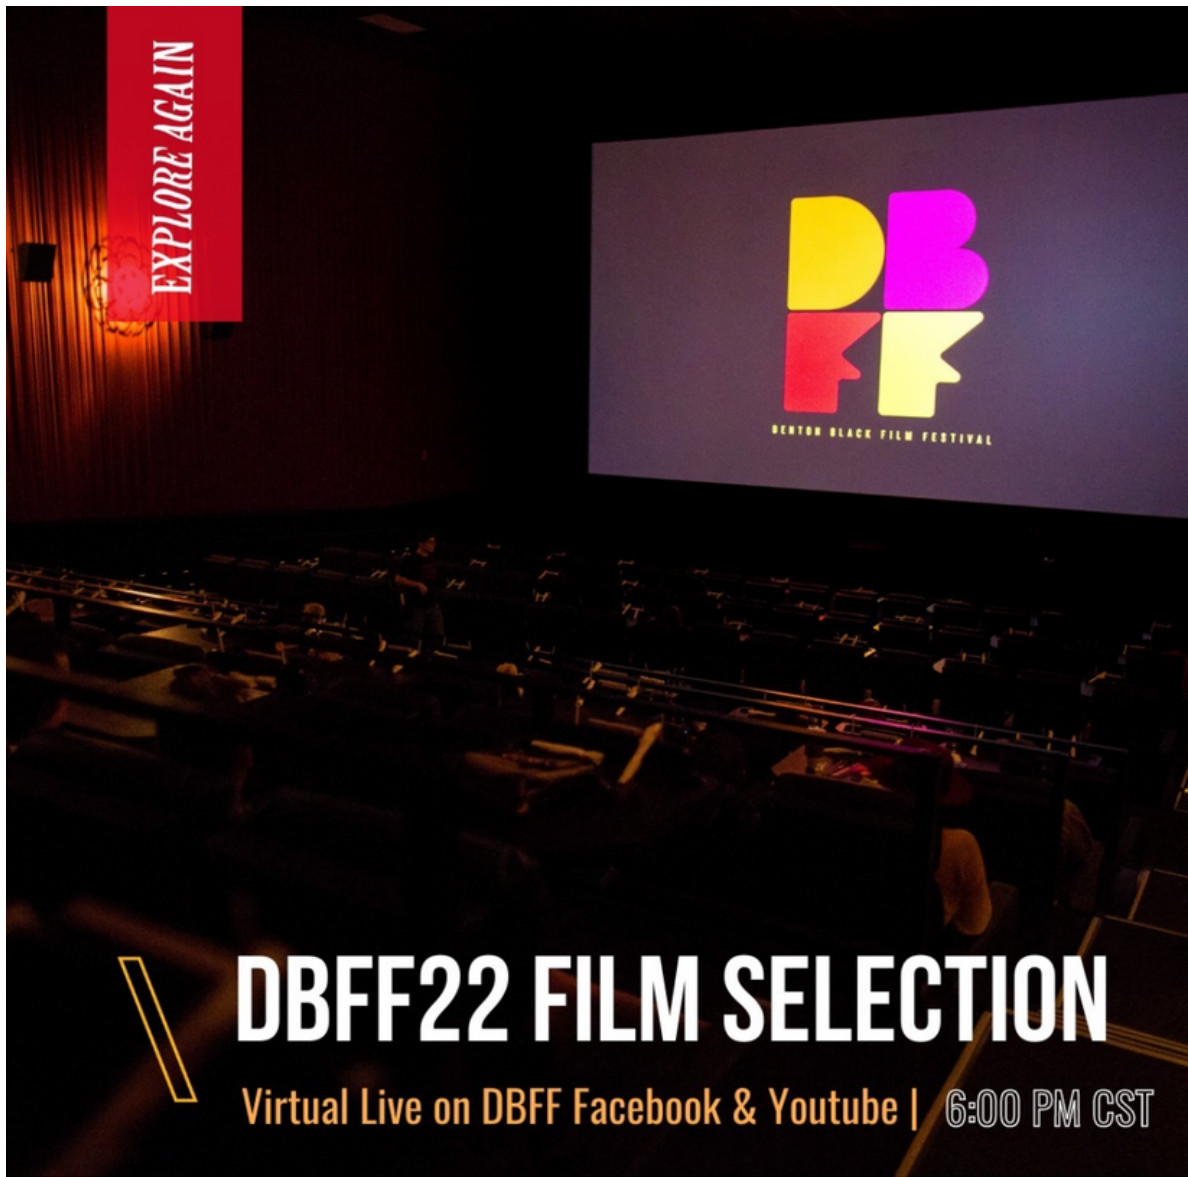 EXPLORE AGAIN
DB
FF
DENTON BLACK FILM FESTIVAL
DBFF22 FILM SELECTION
Virtual Live on DBFF Facebook & Youtube | 6:00 PM CST